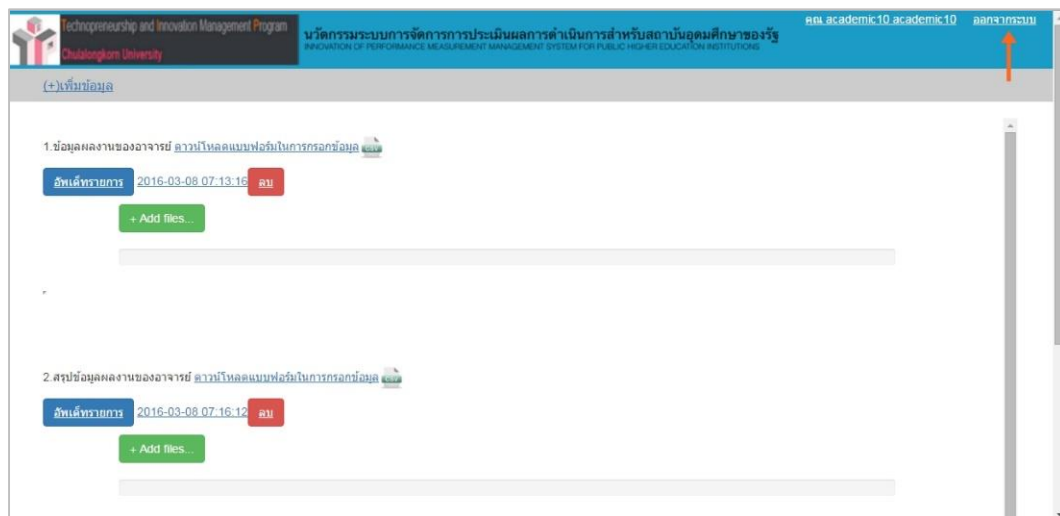 Technopreneurship and Innovation Management Program
Chulalongkorn University
นวัตกรรมระบบการจัดการการประเมินผลการดำเนินการสำหรับสถาบันอุดมศึกษาของรัฐ
INNOVATION OF PERFORMANCE MEASUREMENT MANAGEMENT SYSTEM FOR PUBLIC HIGHER EDUCATION INSTITUTIONS
คุณ academic10 academic10 ออกจากระบบ
(+)เพิ่มข้อมูล
1.ข้อมูลผลงานของอาจารย์ ดาวน์โหลดแบบฟอร์มในการกรอกข้อมูล CSV
อัพเด็ทรายการ 2016-03-08 07:13:16 ลบ
+ Add files...
2.สรุปข้อมูลผลงานของอาจารย์ ดาวน์โหลดแบบฟอร์มในการกรอกข้อมูล CSV
อัพเด็ทรายการ 2016-03-08 07:16:12 ลบ
+ Add files...